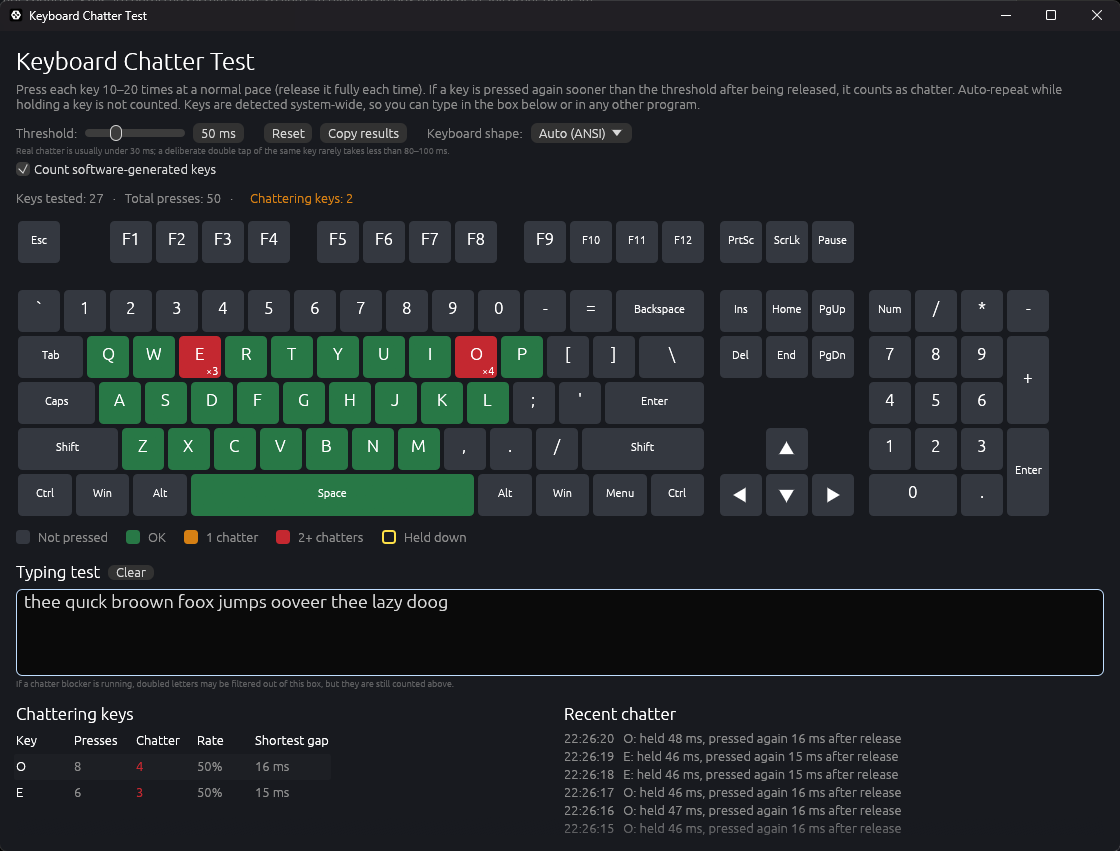 Keyboard Chatter Test
Keyboard Chatter Test
Press each key 10–20 times at a normal pace (release it fully each time). If a key is pressed again sooner than the threshold after being released, it counts as chatter. Auto-repeat while
holding a key is not counted. Keys are detected system-wide, so you can type in the box below or in any other program.
Threshold: 50 ms Reset Copy results Keyboard shape: Auto (ANSI)
Real chatter is usually under 30 ms; a deliberate double tap of the same key rarely takes less than 80–100 ms.
Count software-generated keys
Keys tested: 27 · Total presses: 50 · Chattering keys: 2
Esc F1 F2 F3 F4 F5 F6 F7 F8 F9 F10 F11 F12 PrtSc ScrLk Pause
` 1 2 3 4 5 6 7 8 9 0 - = Backspace Ins Home PgUp Num / * -
Tab Q W E ×3 R T Y U I O ×4 P [ ] \ Del End PgDn 7 8 9 +
Caps A S D F G H J K L ; ' Enter 4 5 6
Shift Z X C V B N M , . / Shift ▲ 1 2 3 Enter
Ctrl Win Alt Space Alt Win Menu Ctrl ◀ ▼ ▶ 0 .
Not pressed OK 1 chatter 2+ chatters Held down
Typing test Clear
thee quick broown foox jumps ooveer thee lazy doog
If a chatter blocker is running, doubled letters may be filtered out of this box, but they are still counted above.
Chattering keys
Key Presses Chatter Rate Shortest gap
O 8 4 50% 16 ms
E 6 3 50% 15 ms
Recent chatter
22:26:20 O: held 48 ms, pressed again 16 ms after release
22:26:19 E: held 46 ms, pressed again 15 ms after release
22:26:18 E: held 46 ms, pressed again 15 ms after release
22:26:17 O: held 46 ms, pressed again 16 ms after release
22:26:16 O: held 47 ms, pressed again 16 ms after release
22:26:15 O: held 46 ms, pressed again 16 ms after release